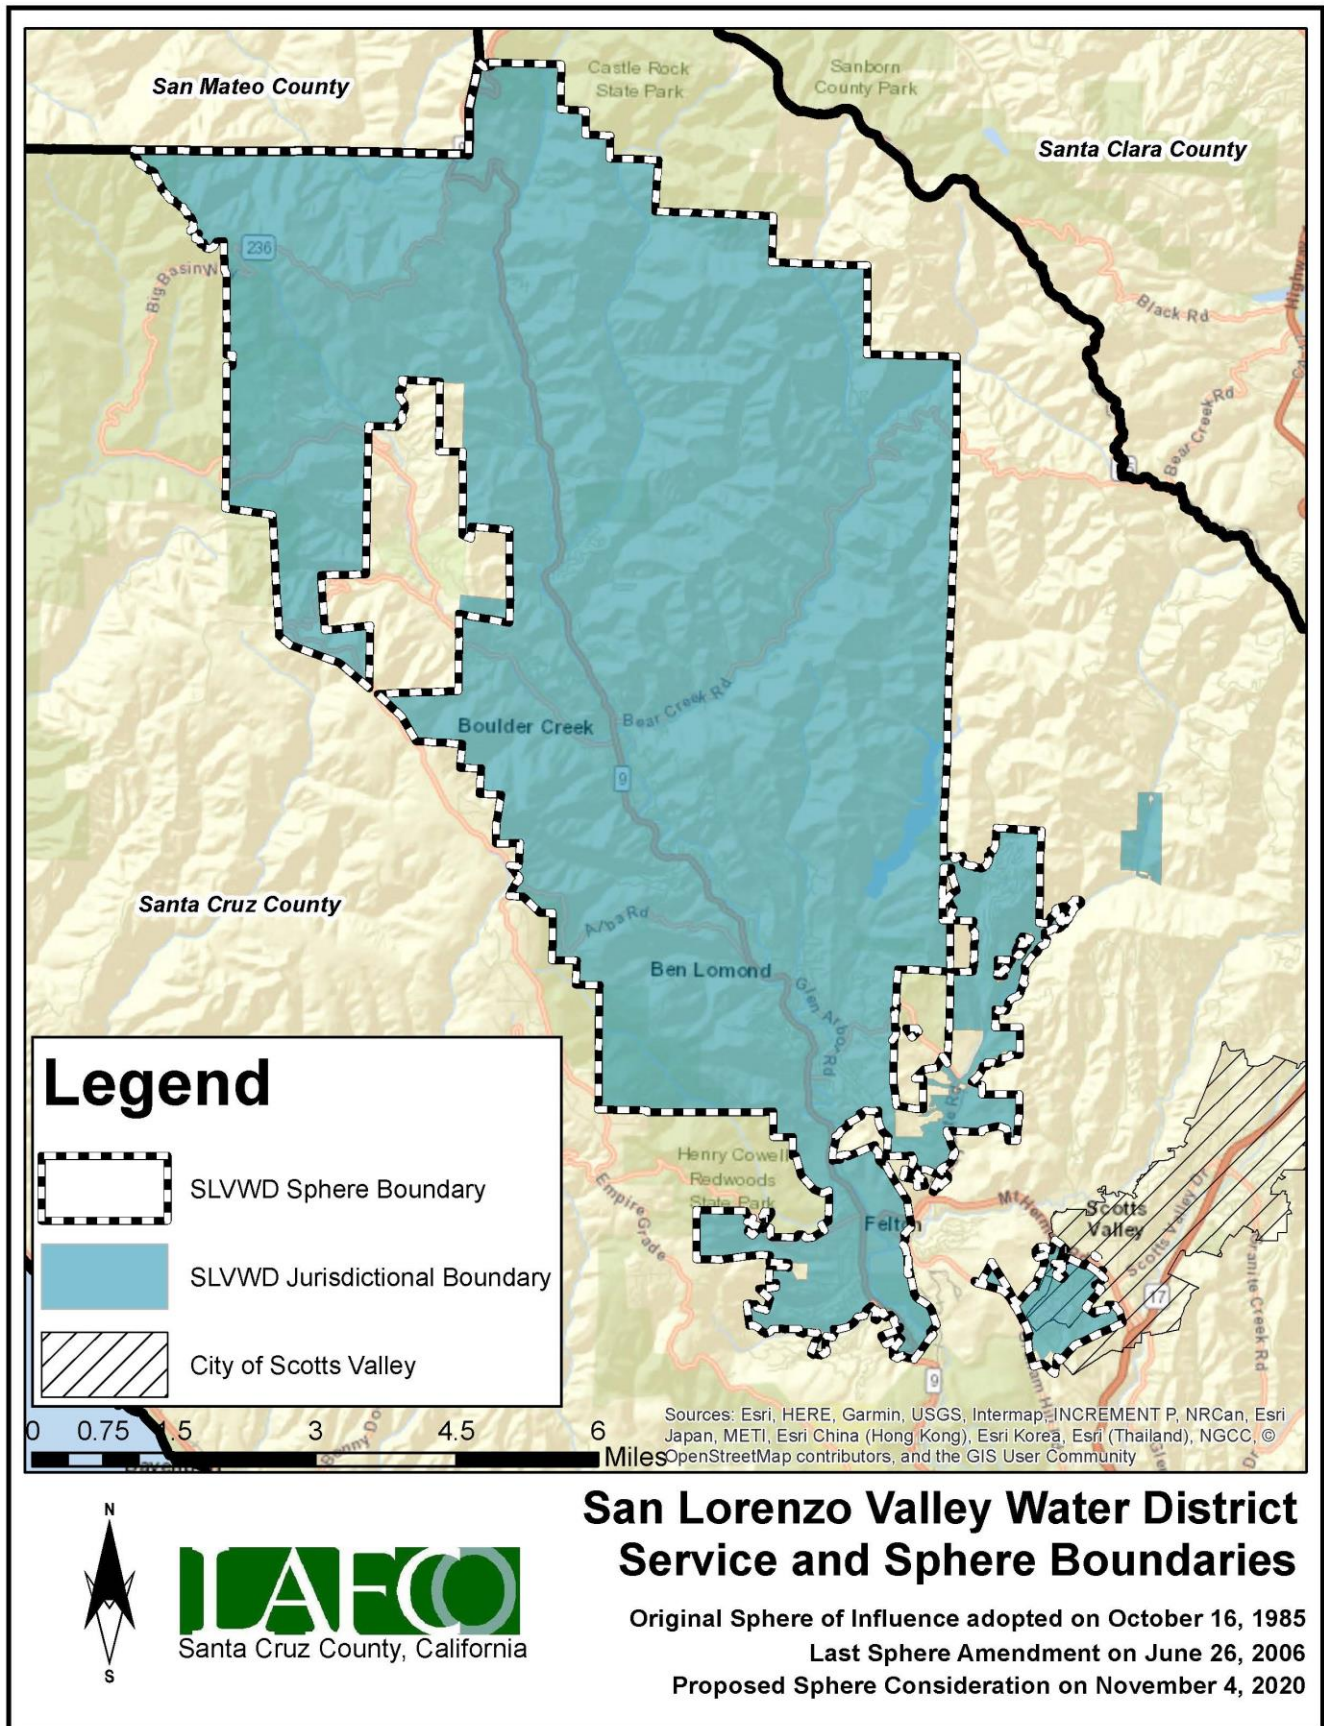 San Mateo County
Castle Rock
State Park
Sanborn
County Park
Santa Clara County
236
Big Basin W
Black Rd
Highway
Bear Creek Rd
Bear Creek Rd
Boulder Creek
9
Santa Cruz County
Alba Rd
Ben Lomond
Glen Arbor Rd
Henry Cowell
Redwoods
State Park
Empire Grade
Felton
Mt Hermon Rd
Scotts
Valley
Scotts Valley Dr
17
Granite Creek Rd
9
Legend
SLVWD Sphere Boundary
SLVWD Jurisdictional Boundary
City of Scotts Valley
0 0.75 1.5 3 4.5 6
Miles
Sources: Esri, HERE, Garmin, USGS, Intermap, INCREMENT P, NRCan, Esri
Japan, METI, Esri China (Hong Kong), Esri Korea, Esri (Thailand), NGCC, ©
OpenStreetMap contributors, and the GIS User Community
San Lorenzo Valley Water District
Service and Sphere Boundaries
N
S
LAFCO
Santa Cruz County, California
Original Sphere of Influence adopted on October 16, 1985
Last Sphere Amendment on June 26, 2006
Proposed Sphere Consideration on November 4, 2020